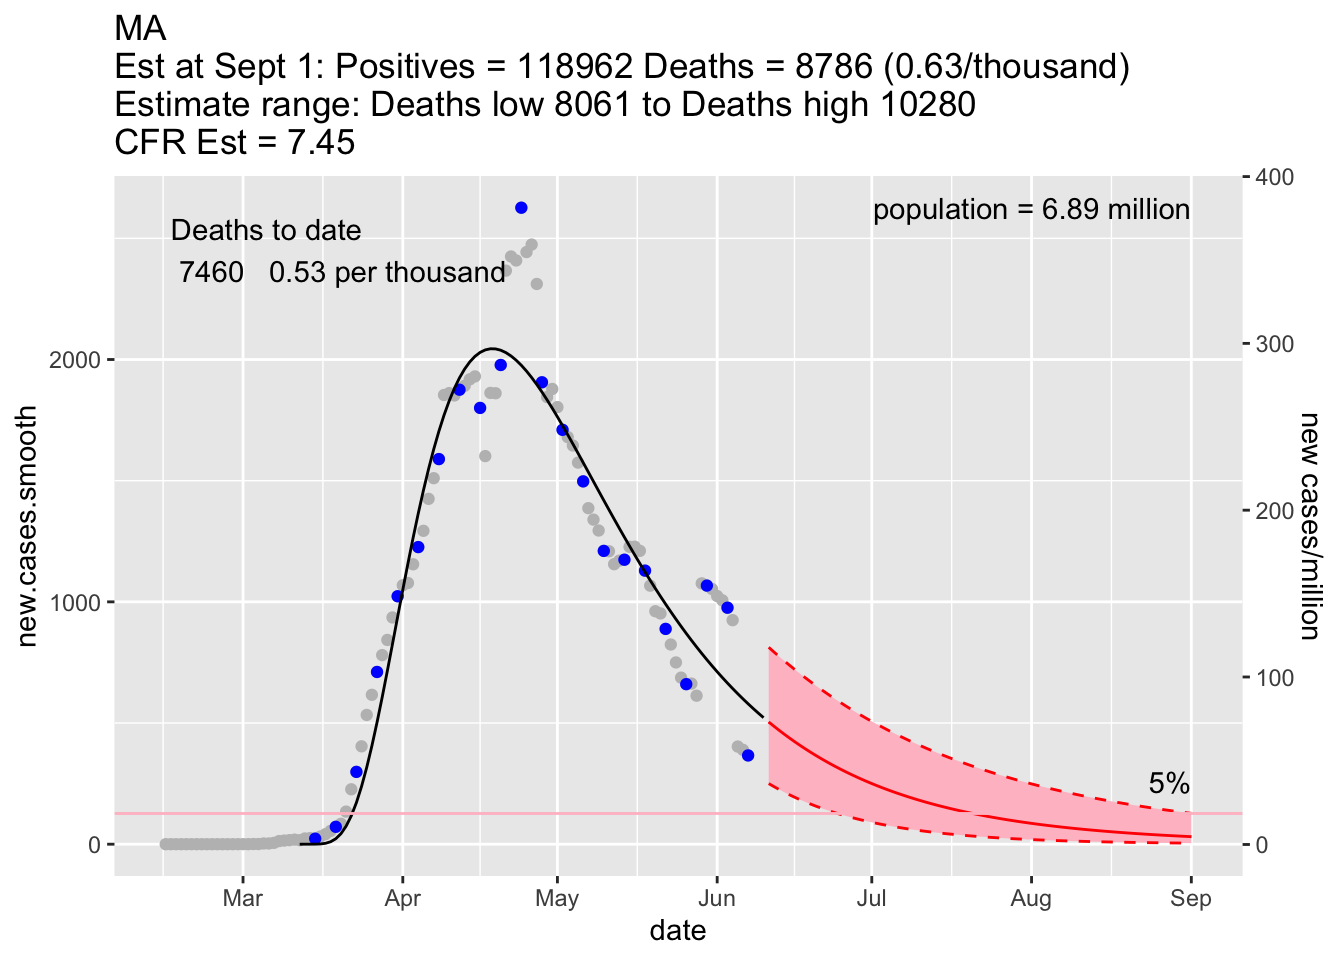 MA
Est at Sept 1: Positives = 118962 Deaths = 8786 (0.63/thousand)
Estimate range: Deaths low 8061 to Deaths high 10280
CFR Est = 7.45
Deaths to date
7460 0.53 per thousand
population = 6.89 million
5%
new.cases.smooth
2000
1000
0
400
300
200
100
0
new cases/million
Mar Apr May Jun Jul Aug Sep
date